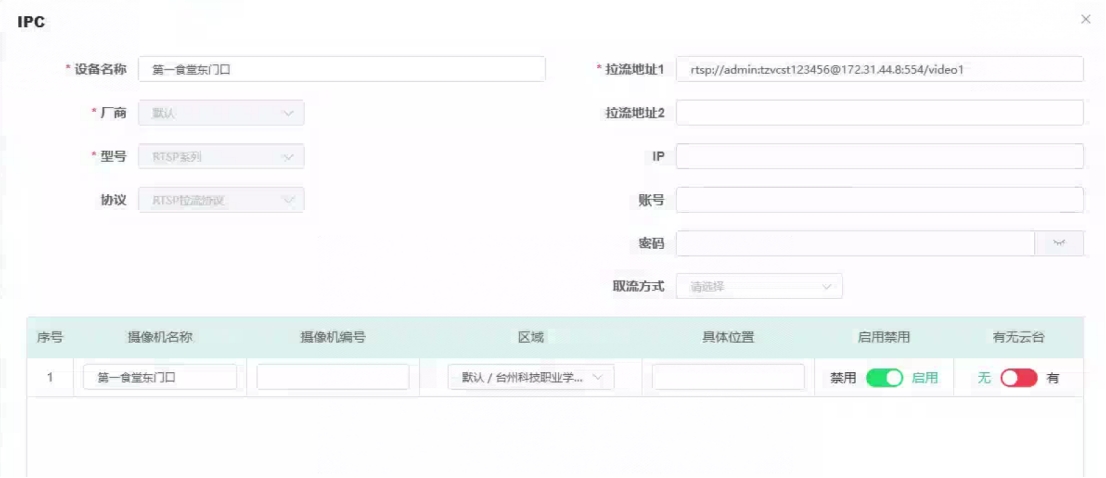 IPC
* 设备名称 第一食堂东门口
* 拉流地址1 rtsp://admin:tzvcst123456@172.31.44.8:554/video1
* 厂商 默认
拉流地址2
* 型号 RTSP系列
IP
协议 RTSP拉流协议
账号
密码
取流方式 请选择
序号 摄像机名称 摄像机编号 区域 具体位置 启用禁用 有无云台
1 第一食堂东门口 默认 / 台州科技职业学... 禁用 启用 无 有